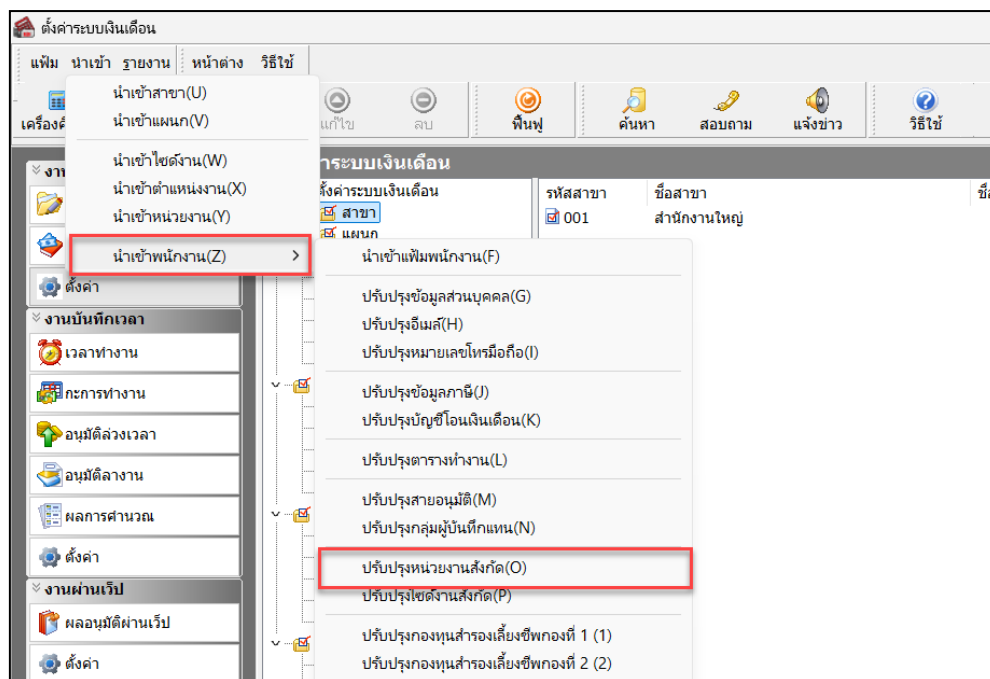 ตั้งค่าระบบเงินเดือน
แฟ้ม นำเข้า รายงาน หน้าต่าง วิธีใช้
นำเข้าสาขา(U)
นำเข้าแผนก(V)
นำเข้าไซต์งาน(W)
นำเข้าตำแหน่งงาน(X)
นำเข้าหน่วยงาน(Y)
นำเข้าพนักงาน(Z)
แก้ไข ลบ ฟื้นฟู ค้นหา สอบถาม แจ้งข่าว วิธีใช้
าระบบเงินเดือน
ตั้งค่าระบบเงินเดือน
สาขา
แผนก
รหัสสาขา ชื่อสาขา
001 สำนักงานใหญ่
นำเข้าแฟ้มพนักงาน(F)
ปรับปรุงข้อมูลส่วนบุคคล(G)
ปรับปรุงอีเมล์(H)
ปรับปรุงหมายเลขโทรมือถือ(I)
ปรับปรุงข้อมูลภาษี(J)
ปรับปรุงบัญชีโอนเงินเดือน(K)
ปรับปรุงตารางทำงาน(L)
ปรับปรุงสายอนุมัติ(M)
ปรับปรุงกลุ่มผู้บันทึกแทน(N)
ปรับปรุงหน่วยงานสังกัด(O)
ปรับปรุงไซต์งานสังกัด(P)
ปรับปรุงกองทุนสำรองเลี้ยงชีพกองที่ 1 (1)
ปรับปรุงกองทุนสำรองเลี้ยงชีพกองที่ 2 (2)
ตั้งค่า
งานบันทึกเวลา
เวลาทำงาน
กะการทำงาน
อนุมัติล่วงเวลา
อนุมัติลางาน
ผลการคำนวณ
ตั้งค่า
งานผ่านเว็ป
ผลอนุมัติผ่านเว็ป
ตั้งค่า